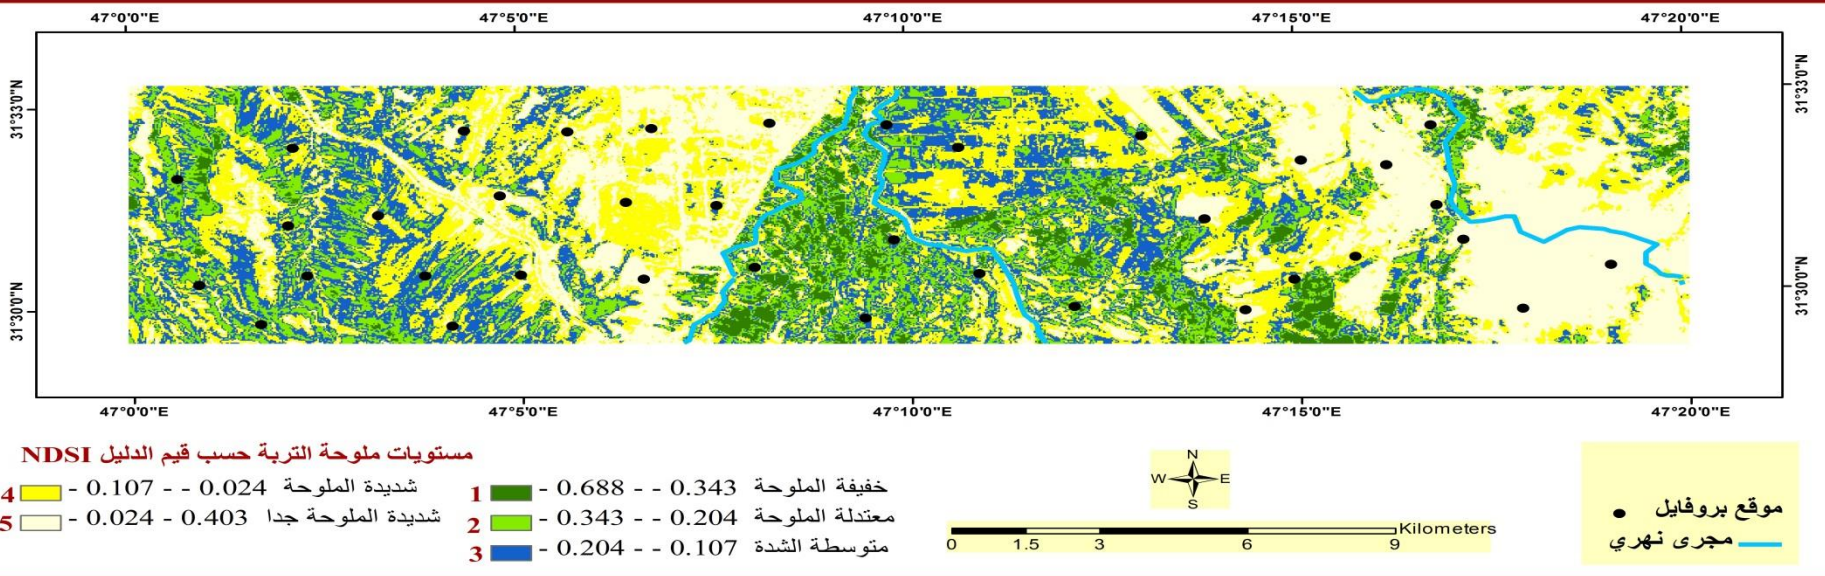 47°0'0"E 47°5'0"E 47°10'0"E 47°15'0"E 47°20'0"E
31°33'0"N 31°33'0"N
31°30'0"N 31°30'0"N
47°0'0"E 47°5'0"E 47°10'0"E 47°15'0"E 47°20'0"E
مستويات ملوحة التربة حسب قيم الدليل NDSI
1 - 0.688 - - 0.343 خفيفة الملوحة
2 - 0.343 - - 0.204 معتدلة الملوحة
3 - 0.204 - - 0.107 متوسطة الشدة
4 - 0.107 - - 0.024 شديدة الملوحة
5 - 0.024 - 0.403 شديدة الملوحة جدا
N
W E
S
Kilometers
0 1.5 3 6 9
موقع بروفايل
مجرى نهري